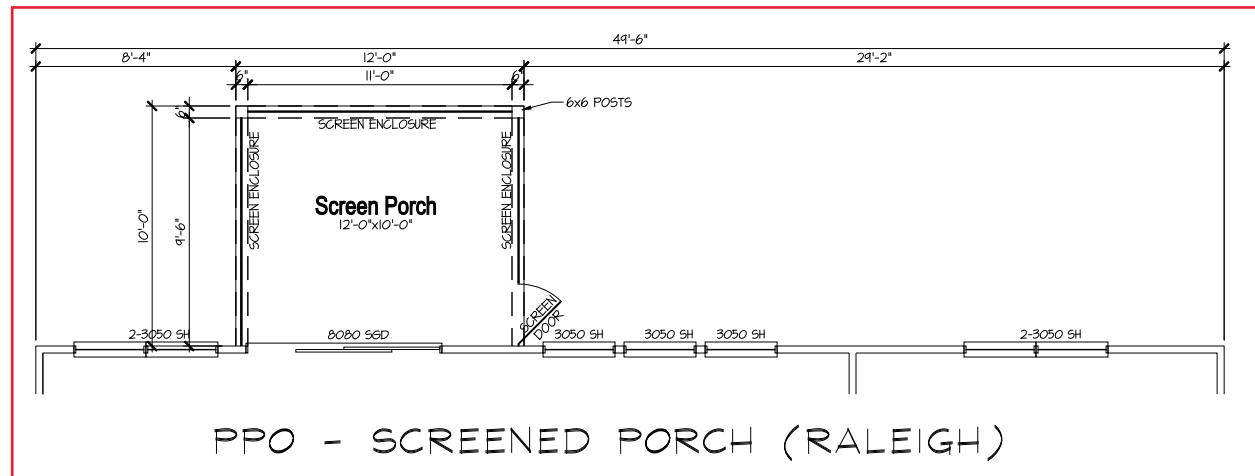 49'-6"
8'-4" 12'-0" 29'-2"
6" 11'-0" 6"
6x6 POSTS
6"
SCREEN ENCLOSURE
SCREEN ENCLOSURE
SCREEN ENCLOSURE
Screen Porch
12'-0"x10'-0"
10'-0"
9'-6"
SCREEN
DOOR
2-3050 SH 8080 SGD 3050 SH 3050 SH 3050 SH 2-3050 SH
PPO - SCREENED PORCH (RALEIGH)